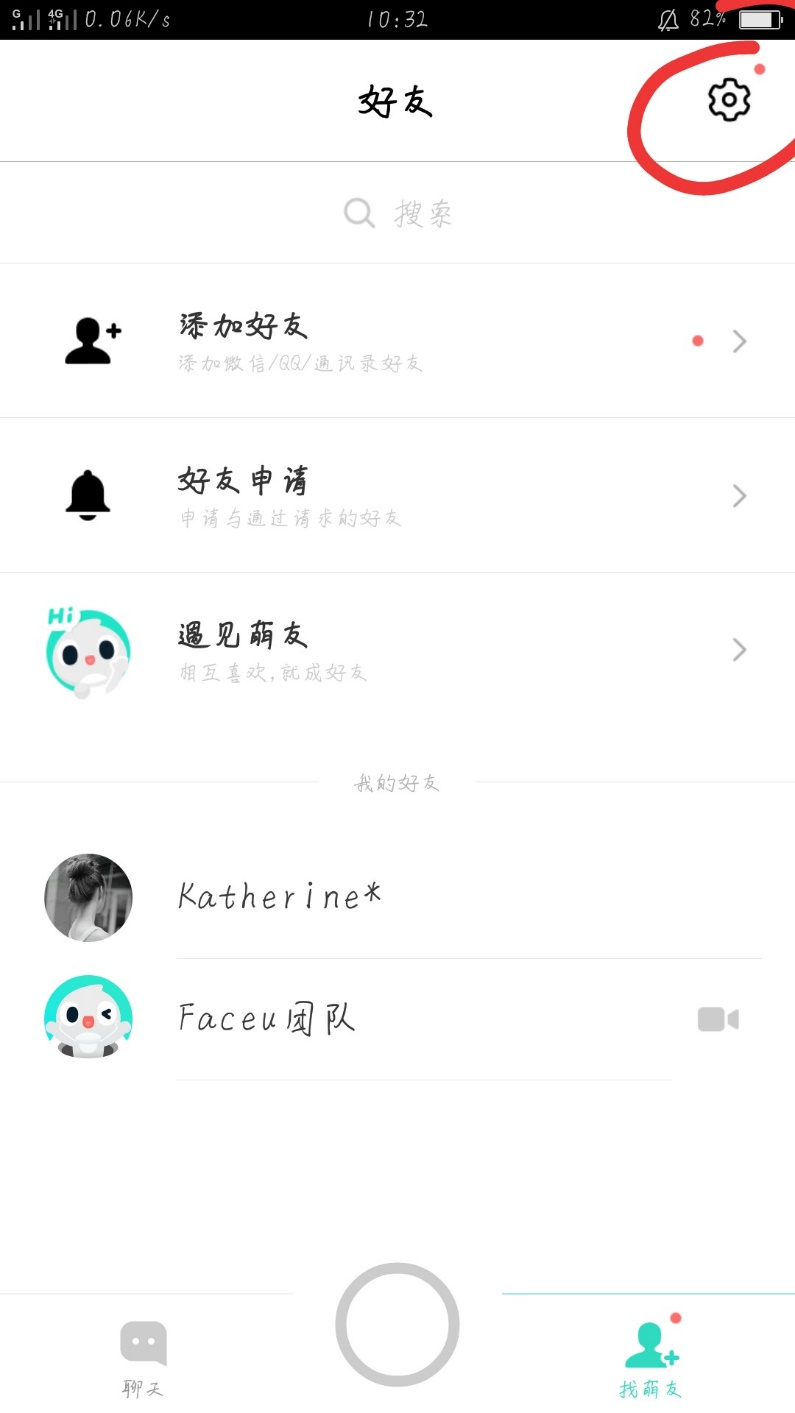 G 4G 0.06K/s 10:32 82%
好友
搜索
添加好友
添加微信/QQ/通讯录好友
好友申请
申请与通过请求的好友
Hi
遇见萌友
相互喜欢,就成好友
我的好友
Katherine*
Faceu团队
聊天
找萌友